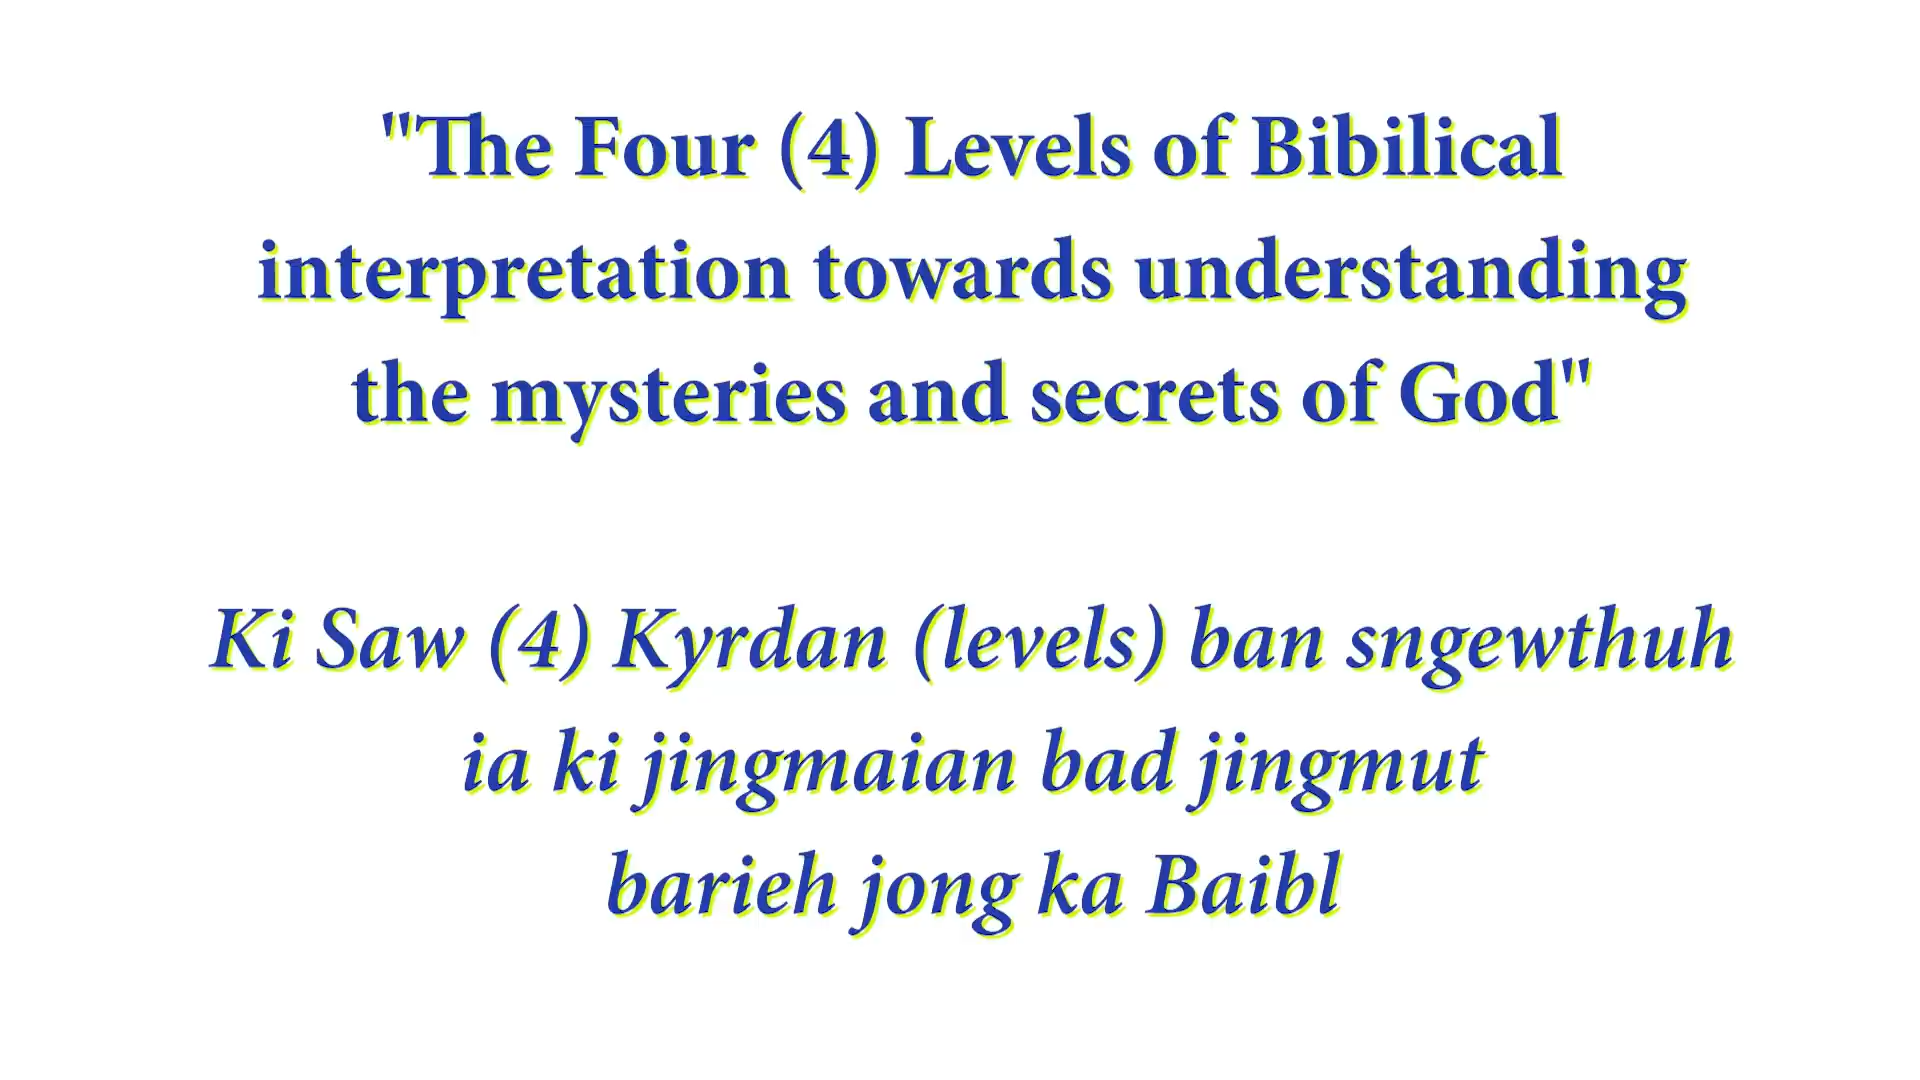 "The Four (4) Levels of Bibilical
interpretation towards understanding
the mysteries and secrets of God"
Ki Saw (4) Kyrdan (levels) ban sngewthuh
ia ki jingmaian bad jingmut
barieh jong ka Baibl